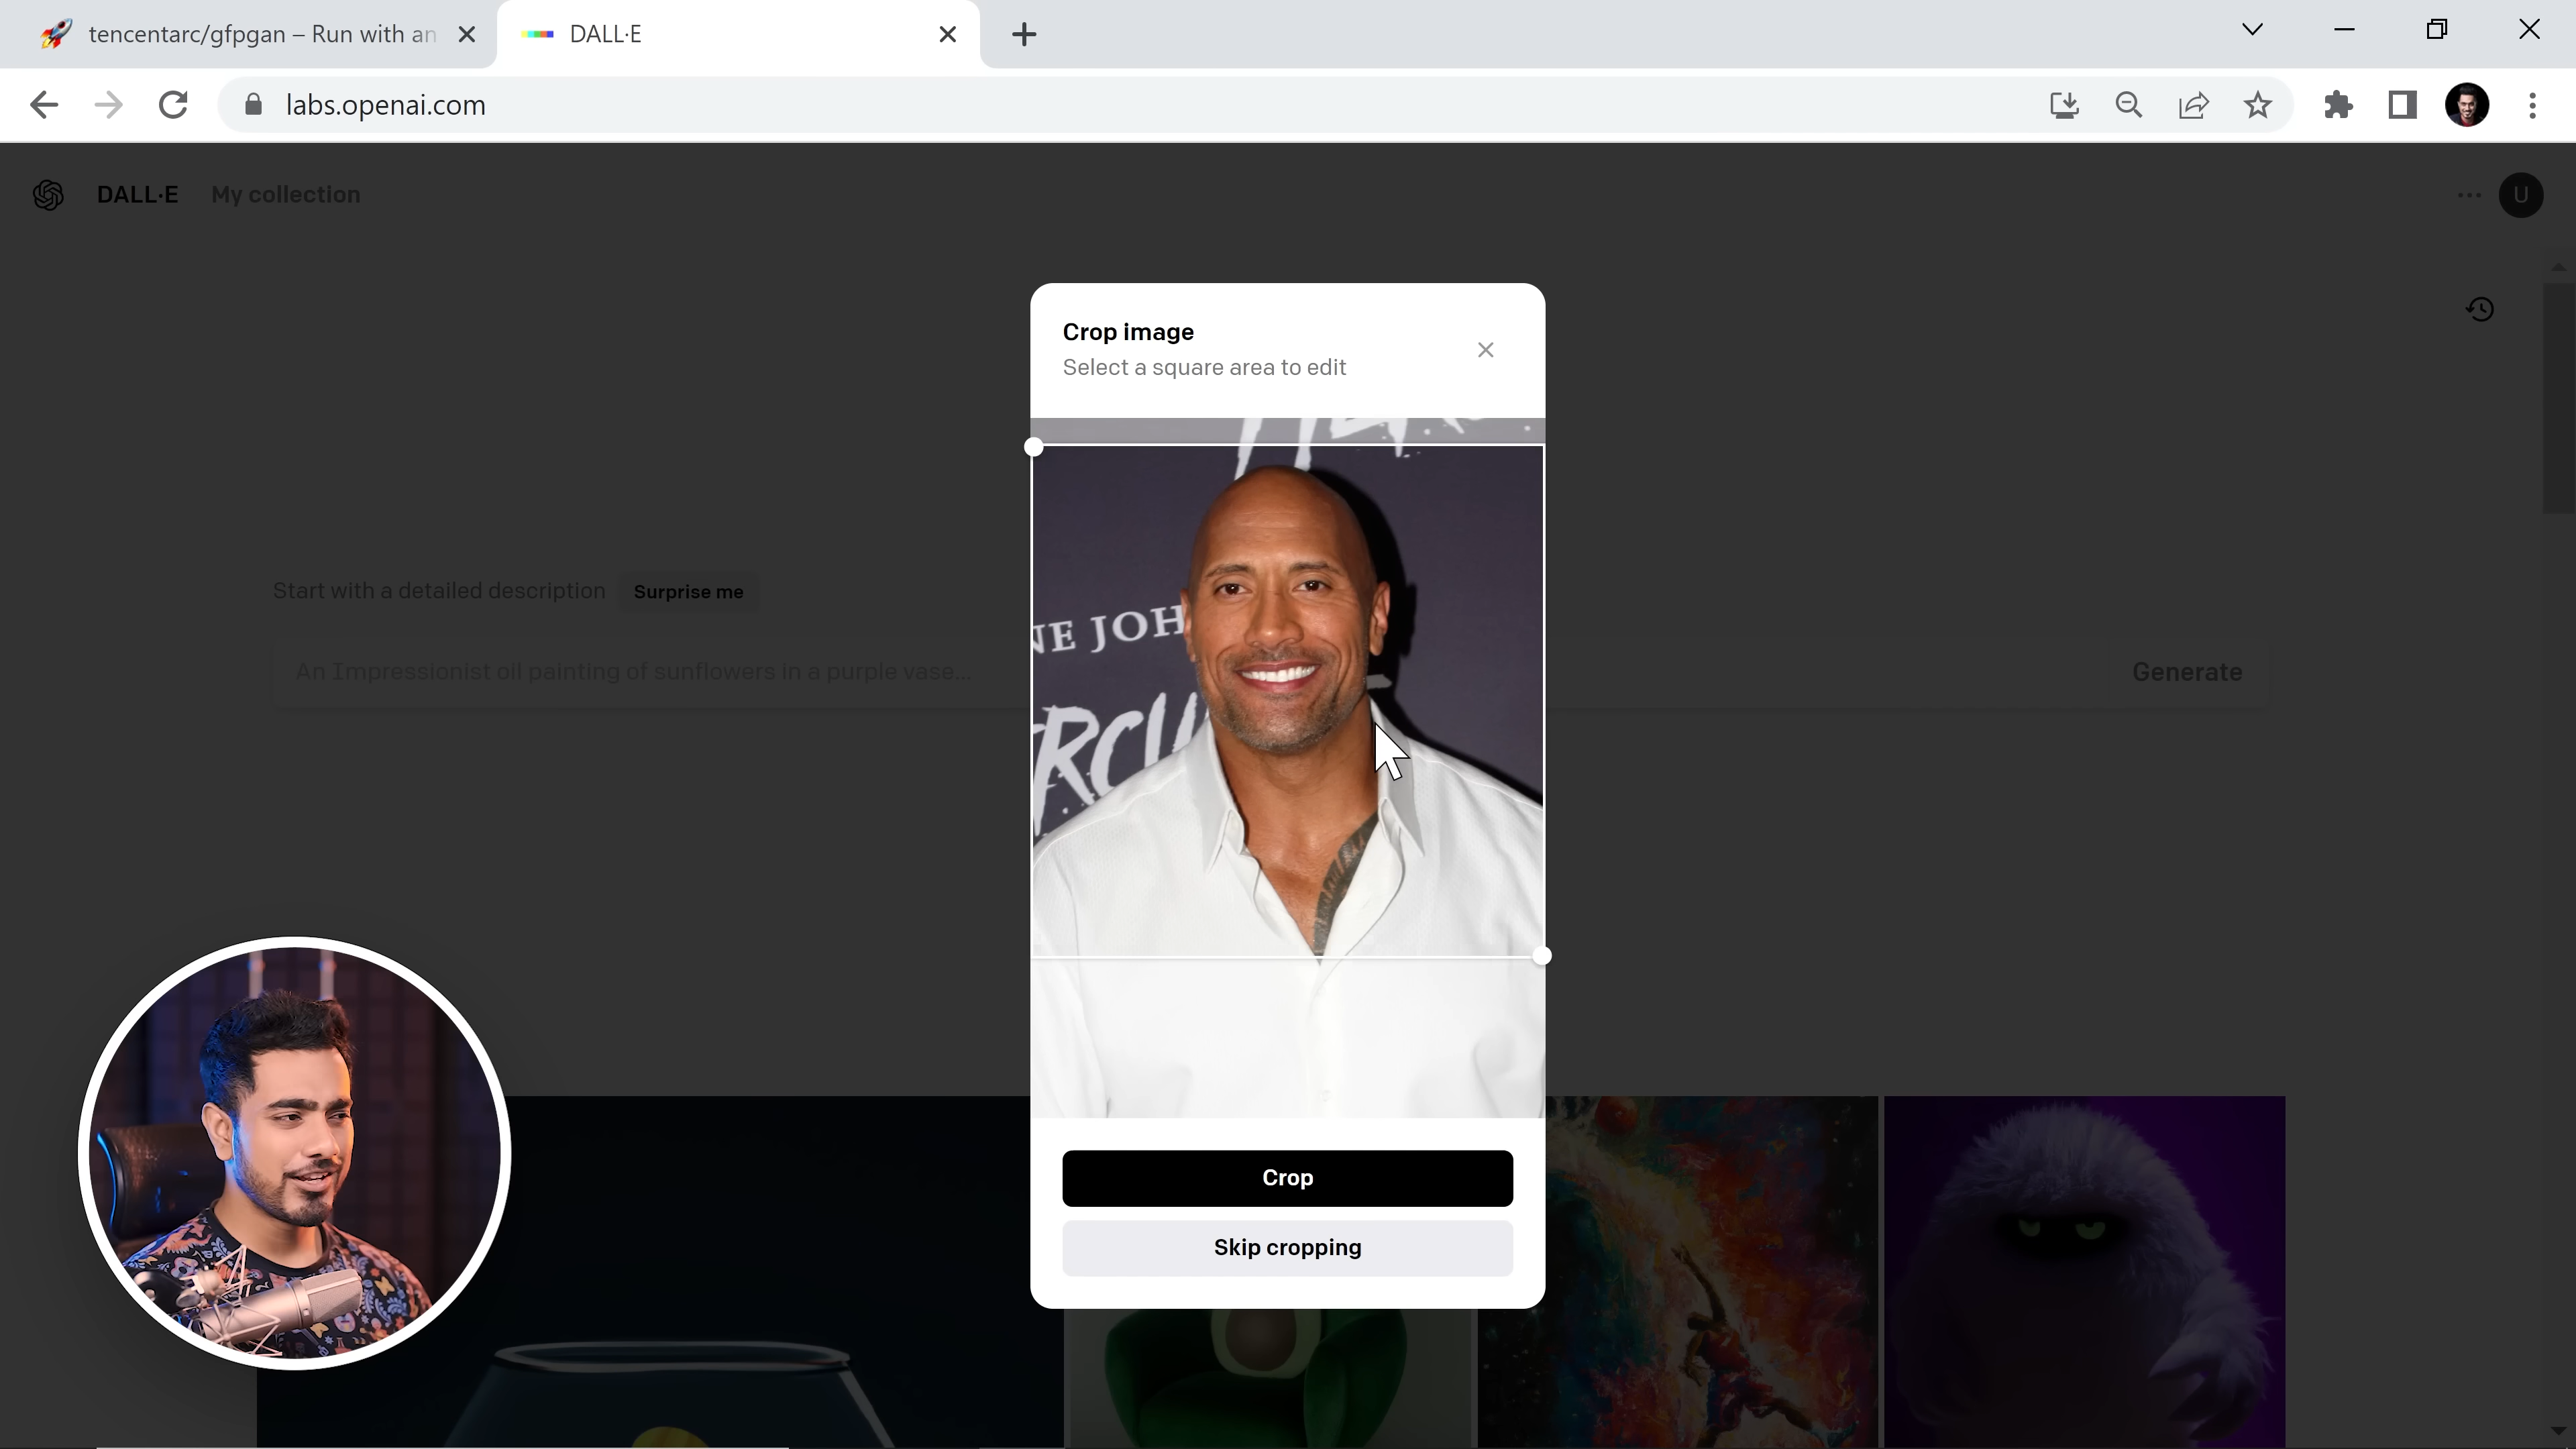 tencentarc/gfpgan – Run with an
DALL·E
labs.openai.com
DALL·E
My collection
U
Crop image
Select a square area to edit
NE JOH
RCU
Start with a detailed description
Surprise me
An Impressionist oil painting of sunflowers in a purple vase...
Generate
Crop
Skip cropping